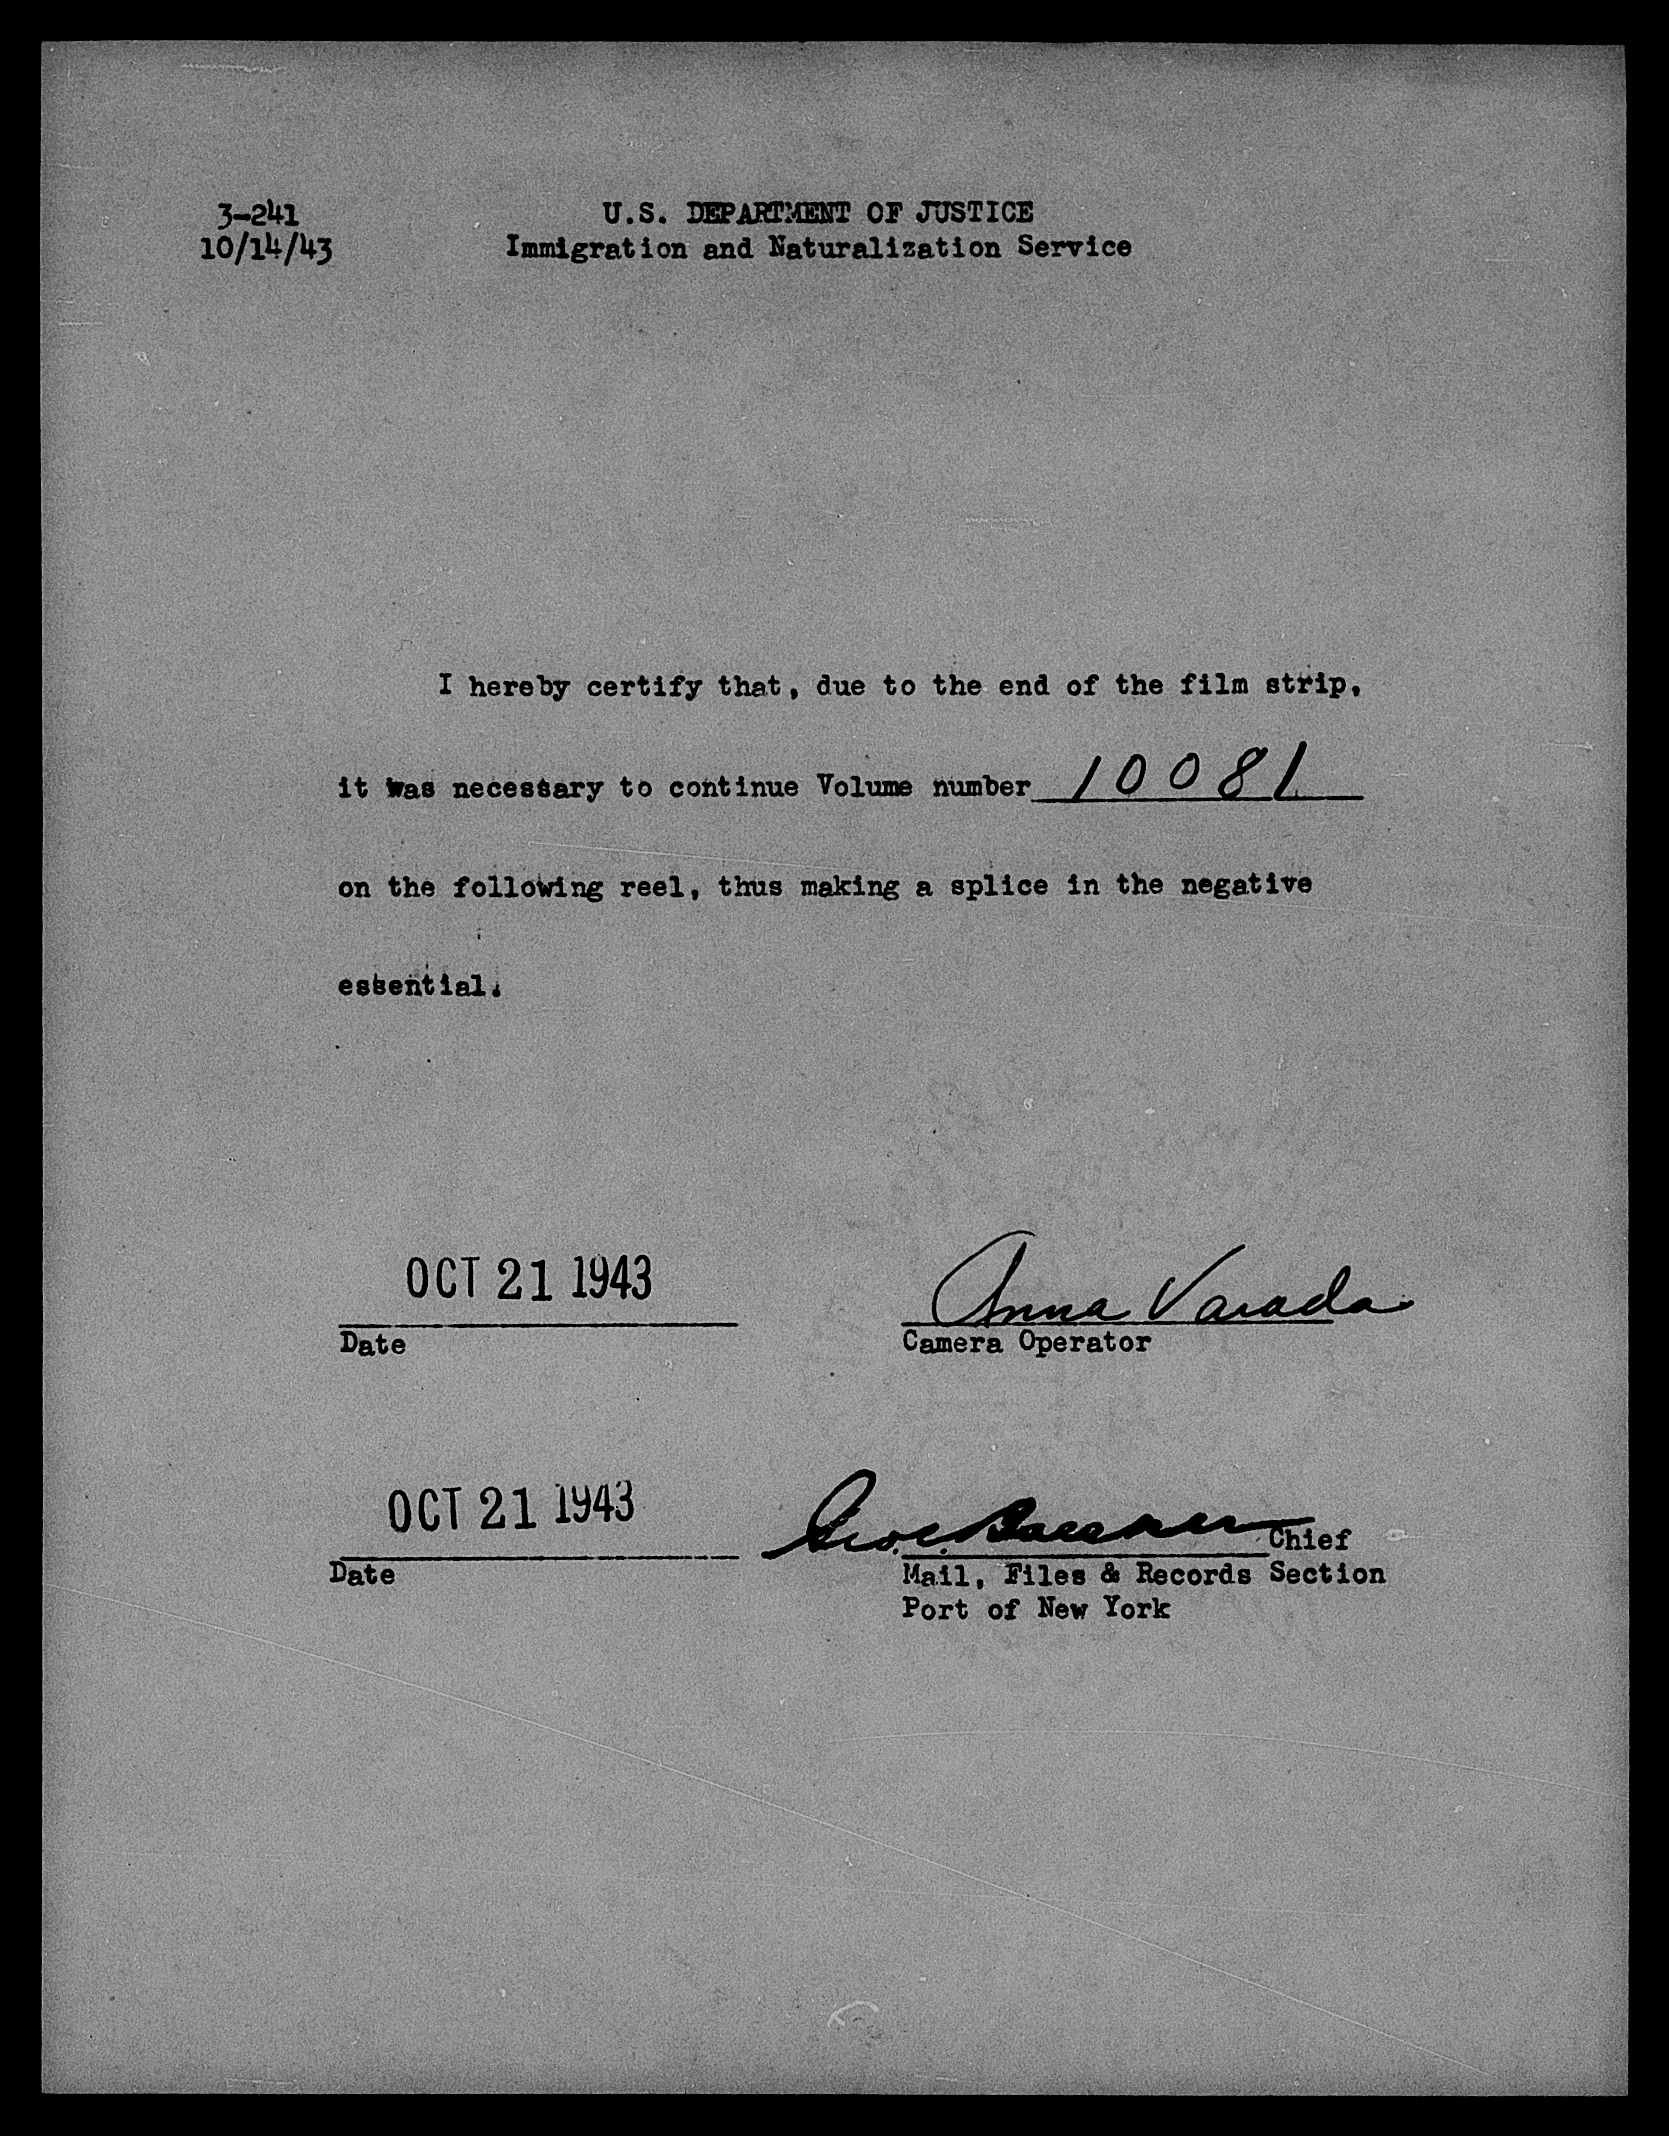 3-241
10/14/43
U.S. DEPARTMENT OF JUSTICE
Immigration and Naturalization Service
I hereby certify that, due to the end of the film strip,
it was necessary to continue Volume number 10081
on the following reel, thus making a splice in the negative
essential.
OCT 21 1943
Anna Varada
Date
Camera Operator
OCT 21 1943
Geo. C.
Chief
Date
Mail, Files & Records Section
Port of New York